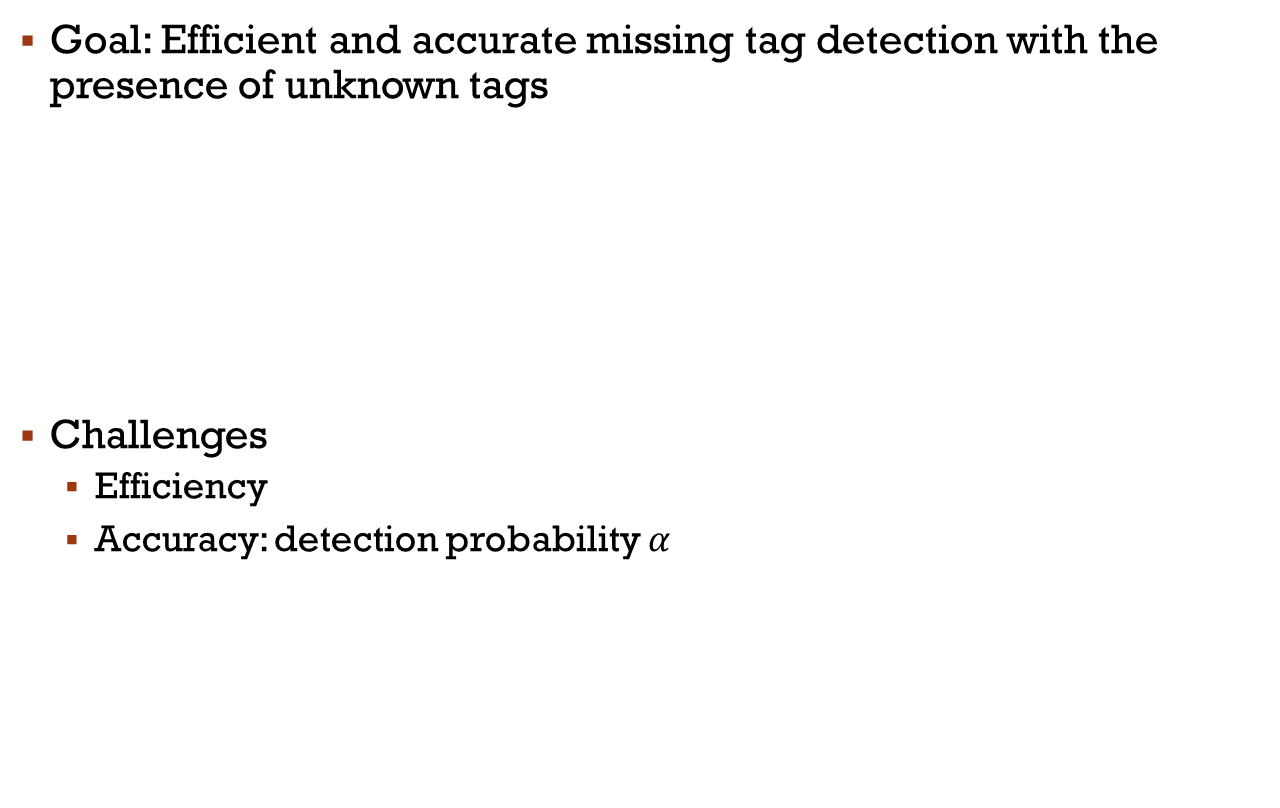 ▪ Goal: Efficient and accurate missing tag detection with the
presence of unknown tags
▪ Challenges
▪ Efficiency
▪ Accuracy: detection probability α